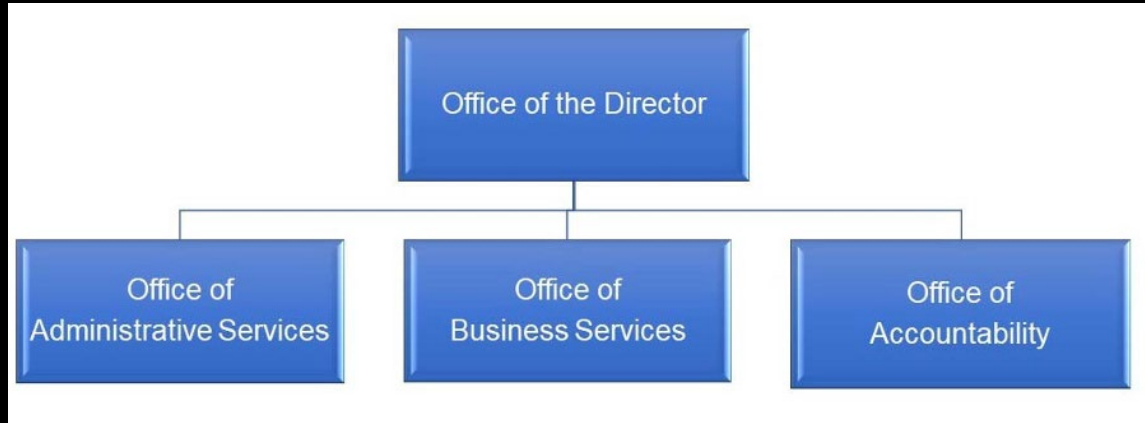 Office of the Director
Office of
Administrative Services
Office of
Business Services
Office of
Accountability